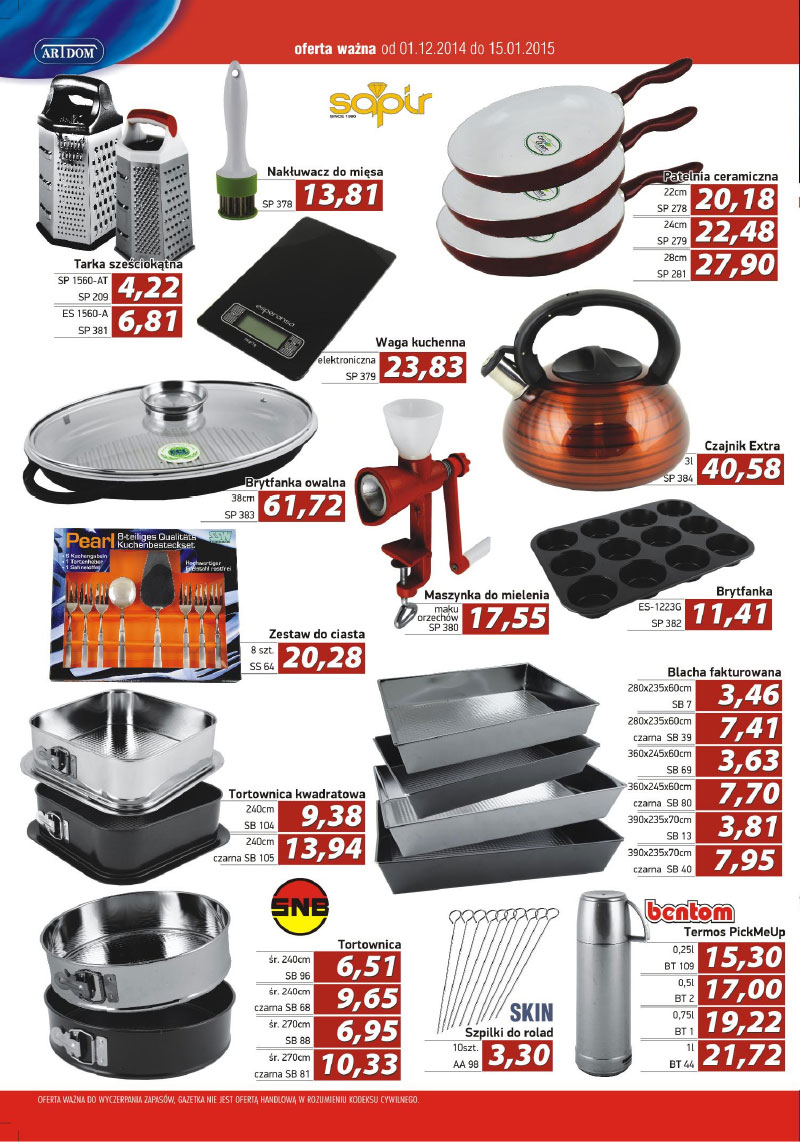 ARTDOM
oferta ważna od 01.12.2014 do 15.01.2015
sapir
SINCE 1990
Nakłuwacz do mięsa
SP 378 13,81
Patelnia ceramiczna
22cm
SP 278 20,18
24cm
SP 279 22,48
28cm
SP 281 27,90
Tarka sześciokątna
SP 1560-AT
SP 209 4,22
ES 1560-A
SP 381 6,81
esperansa
Waga kuchenna
elektroniczna
SP 379 23,83
Czajnik Extra
3l
SP 384 40,58
Brytfanka owalna
38cm
SP 383 61,72
Pearl 8-teiliges Qualitäts
Kuchenbesteckset
SSW
• 6 Kuchengabeln
• 1 Tortenheber
• 1 Sahnelöffel
Hochwertiger
Edelstahl rostfrei
Zestaw do ciasta
8 szt.
SS 64 20,28
Maszynka do mielenia
maku
orzechów
SP 380 17,55
Brytfanka
ES-1223G
SP 382 11,41
Blacha fakturowana
280x235x60cm
SB 7 3,46
280x235x60cm
czarna SB 39 7,41
360x245x60cm
SB 69 3,63
360x245x60cm
czarna SB 80 7,70
390x235x70cm
SB 13 3,81
390x235x70cm
czarna SB 40 7,95
Tortownica kwadratowa
240cm
SB 104 9,38
240cm
czarna SB 105 13,94
SNB
Tortownica
śr. 240cm
SB 96 6,51
śr. 240cm
czarna SB 68 9,65
śr. 270cm
SB 88 6,95
śr. 270cm
czarna SB 81 10,33
SKIN
Szpilki do rolad
10szt.
AA 98 3,30
bentom
Termos PickMeUp
0,25l
BT 109 15,30
0,5l
BT 2 17,00
0,75l
BT 1 19,22
1l
BT 44 21,72
OFERTA WAŻNA DO WYCZERPANIA ZAPASÓW, GAZETKA NIE JEST OFERTĄ HANDLOWĄ W ROZUMIENIU KODEKSU CYWILNEGO.